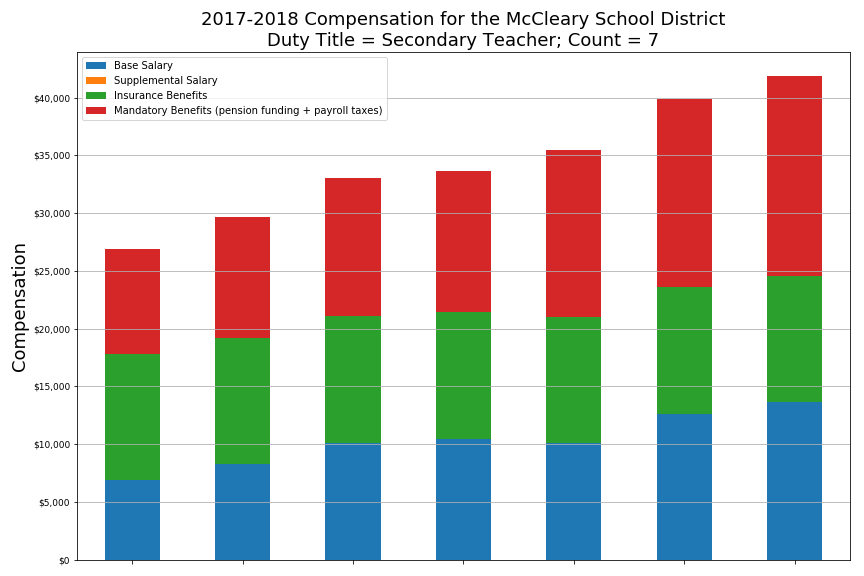 2017-2018 Compensation for the McCleary School District
Duty Title = Secondary Teacher; Count = 7
Base Salary
Supplemental Salary
Insurance Benefits
Mandatory Benefits (pension funding + payroll taxes)
Compensation
$40,000
$35,000
$30,000
$25,000
$20,000
$15,000
$10,000
$5,000
$0